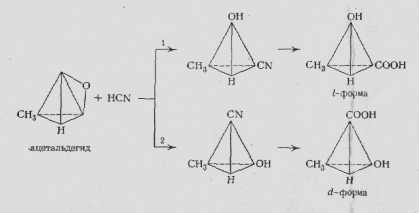 OH
OH
1
CH₃
CN
CH₃
COOH
H
H
l-форма
O
CH₃
H
+ HCN
-ацетальдегид
CN
COOH
2
CH₃
OH
CH₃
OH
H
H
d-форма